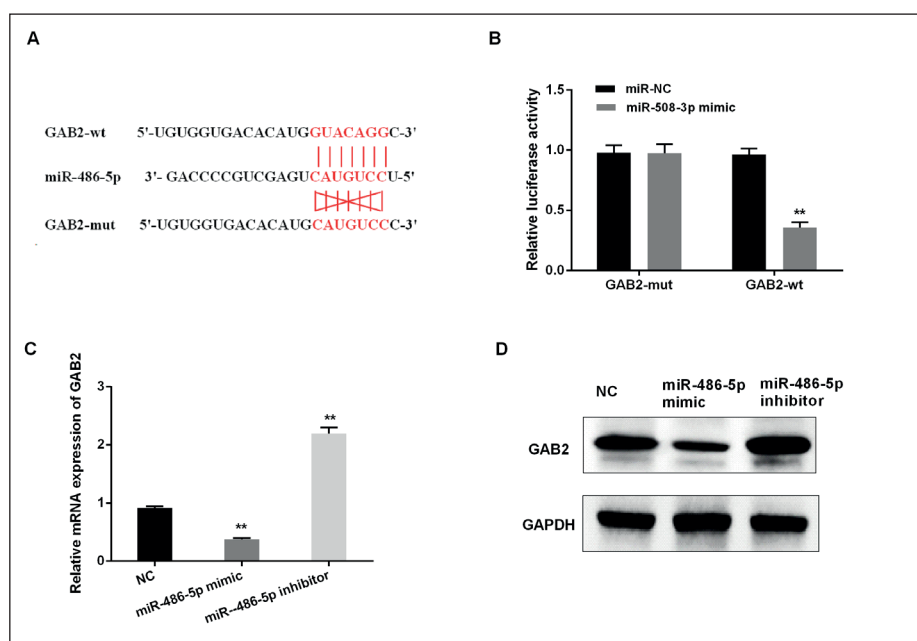 A
GAB2-wt 5'-UGUGGUGACACAUGGUACAGGC-3'
miR-486-5p 3'- GACCCCGUCGAGUCAUGUCCU-5'
GAB2-mut 5'-UGUGGUGACACAUGCAUGUCCC-3'
B
miR-NC
miR-508-3p mimic
Relative luciferase activity
1.5
1.0
0.5
0.0
**
GAB2-mut GAB2-wt
C
Relative mRNA expression of GAB2
3
2
1
0
**
**
NC
miR-486-5p mimic
miR--486-5p inhibitor
D
NC miR-486-5p mimic miR-486-5p inhibitor
GAB2
GAPDH